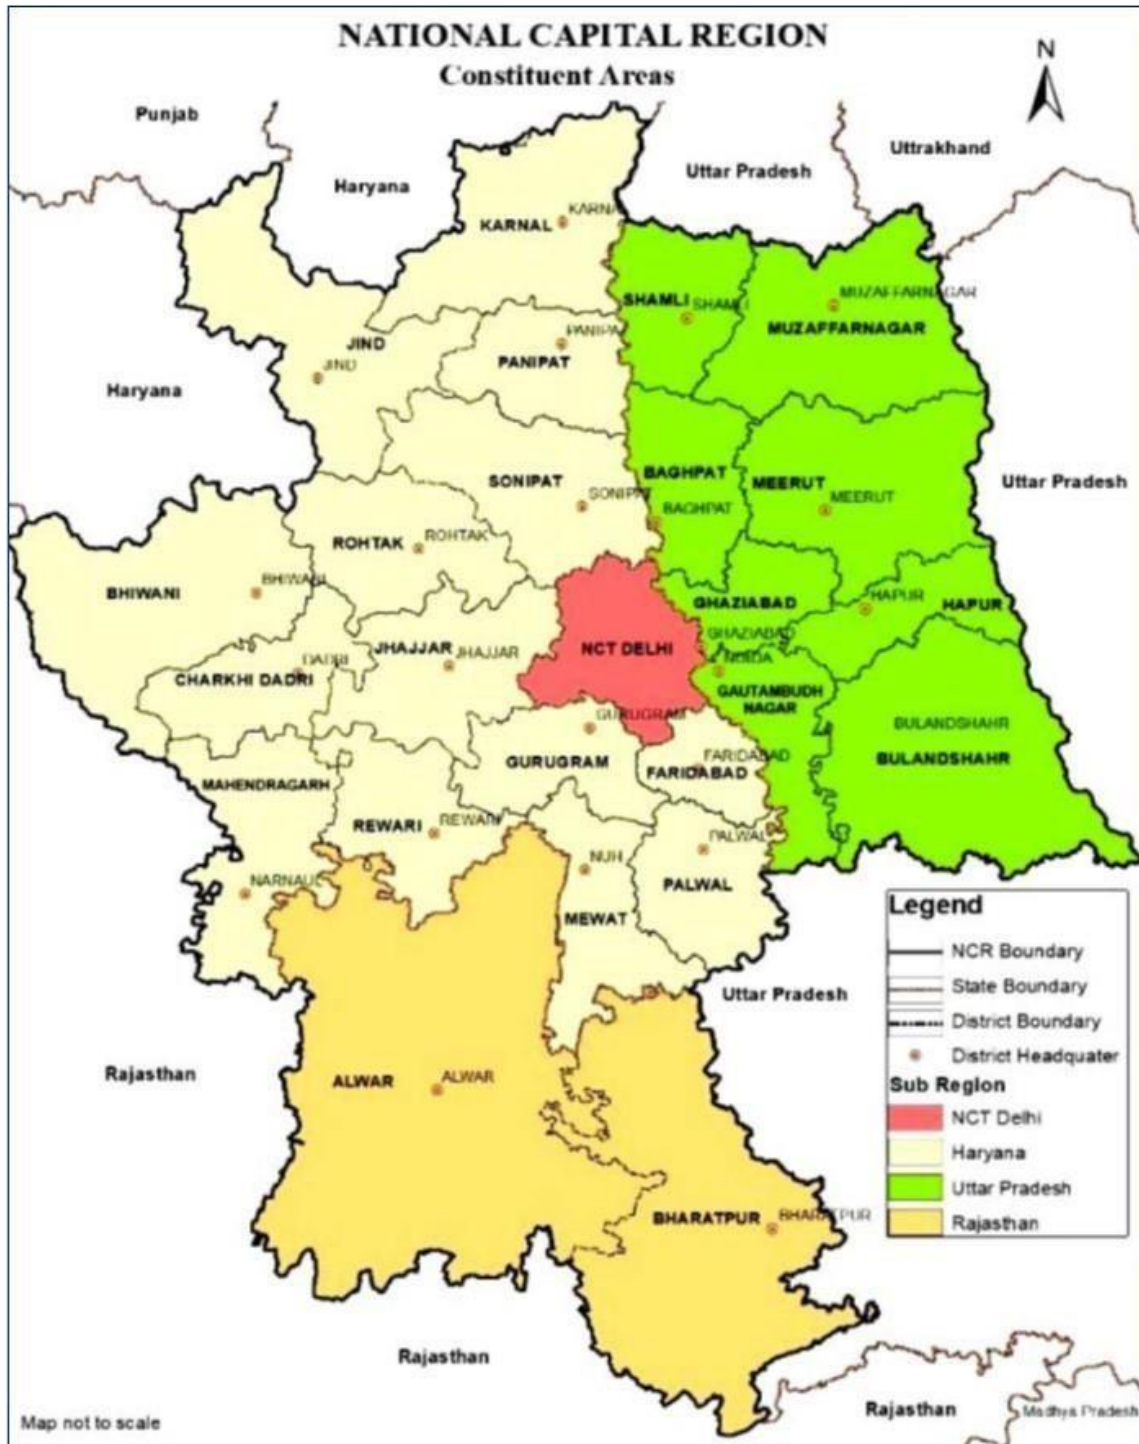 NATIONAL CAPITAL REGION
Constituent Areas
N
Punjab
Haryana
Uttar Pradesh
Uttrakhand
KARNAL
KARNA
SHAMLI
SHAMLI
MUZAFFARNAGAR
MUZAFFARNAGAR
JIND
JIND
PANIPAT
PANIPA
Haryana
SONIPAT
SONIPAT
BAGHPAT
BAGHPAT
MEERUT
MEERUT
Uttar Pradesh
ROHTAK
ROHTAK
BHIWANI
BHIWANI
GHAZIABAD
GHAZIABAD
HAPUR
HAPUR
JHAJJAR
JHAJJAR
NCT DELHI
NOIDA
DADRI
CHARKHI DADRI
GAUTAMBUDH
NAGAR
GURUGRAM
GURUGRAM
BULANDSHAHR
BULANDSHAHR
FARIDABAD
FARIDABAD
MAHENDRAGARH
REWARI
REWARI
PALWAL
PALWAL
NUH
MEWAT
NARNAUL
Uttar Pradesh
Rajasthan
ALWAR
ALWAR
BHARATPUR
BHARATPUR
Legend
NCR Boundary
State Boundary
District Boundary
District Headquater
Sub Region
NCT Delhi
Haryana
Uttar Pradesh
Rajasthan
Rajasthan
Rajasthan
Madhya Pradesh
Map not to scale